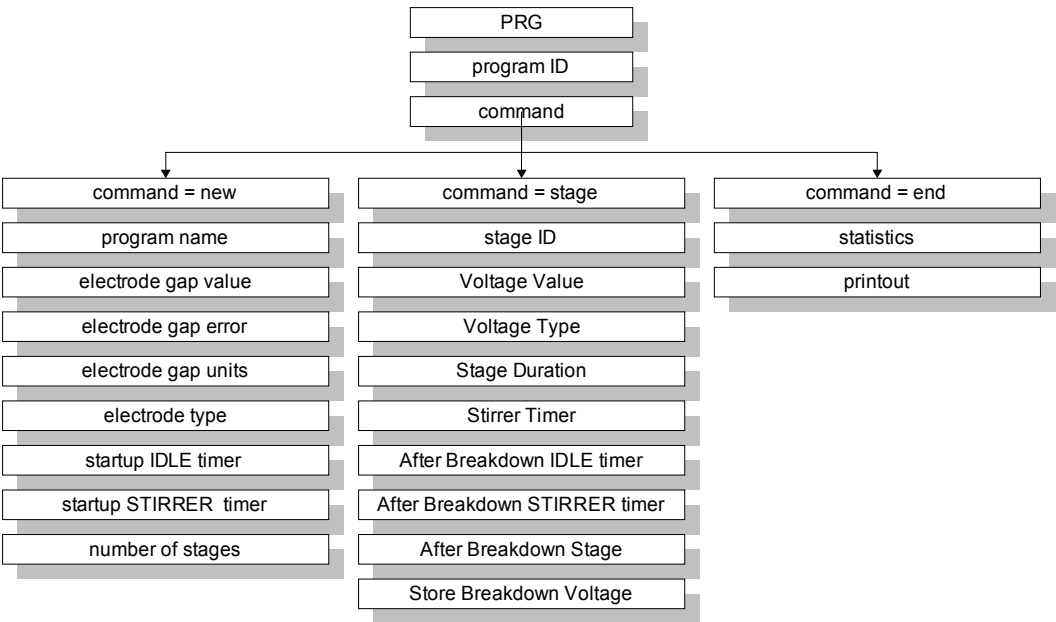 PRG
program ID
command
command = new
program name
electrode gap value
electrode gap error
electrode gap units
electrode type
startup IDLE timer
startup STIRRER timer
number of stages
command = stage
stage ID
Voltage Value
Voltage Type
Stage Duration
Stirrer Timer
After Breakdown IDLE timer
After Breakdown STIRRER timer
After Breakdown Stage
Store Breakdown Voltage
command = end
statistics
printout